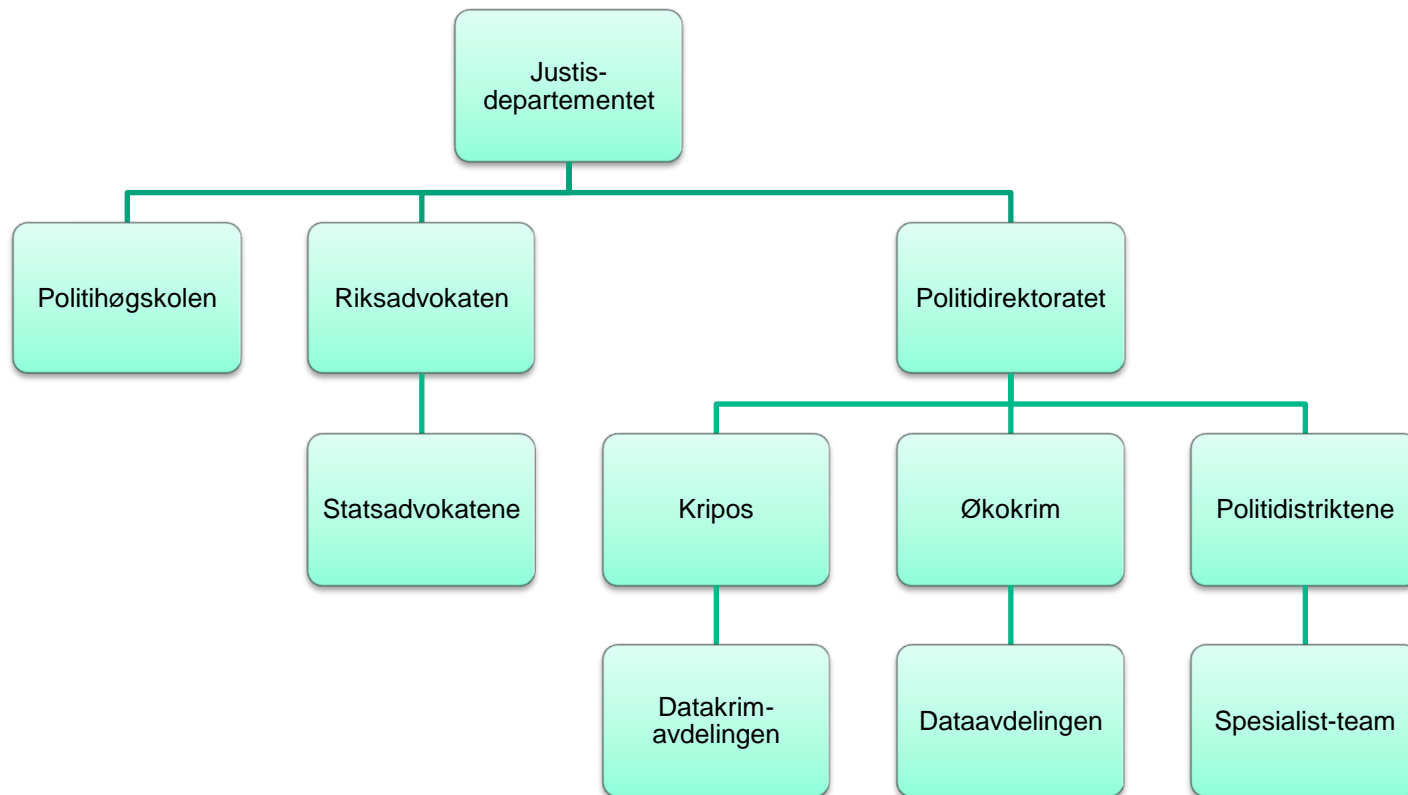 Justis-
departementet
Politihøgskolen
Riksadvokaten
Politidirektoratet
Statsadvokatene
Kripos
Økokrim
Politidistriktene
Datakrim-
avdelingen
Dataavdelingen
Spesialist-team